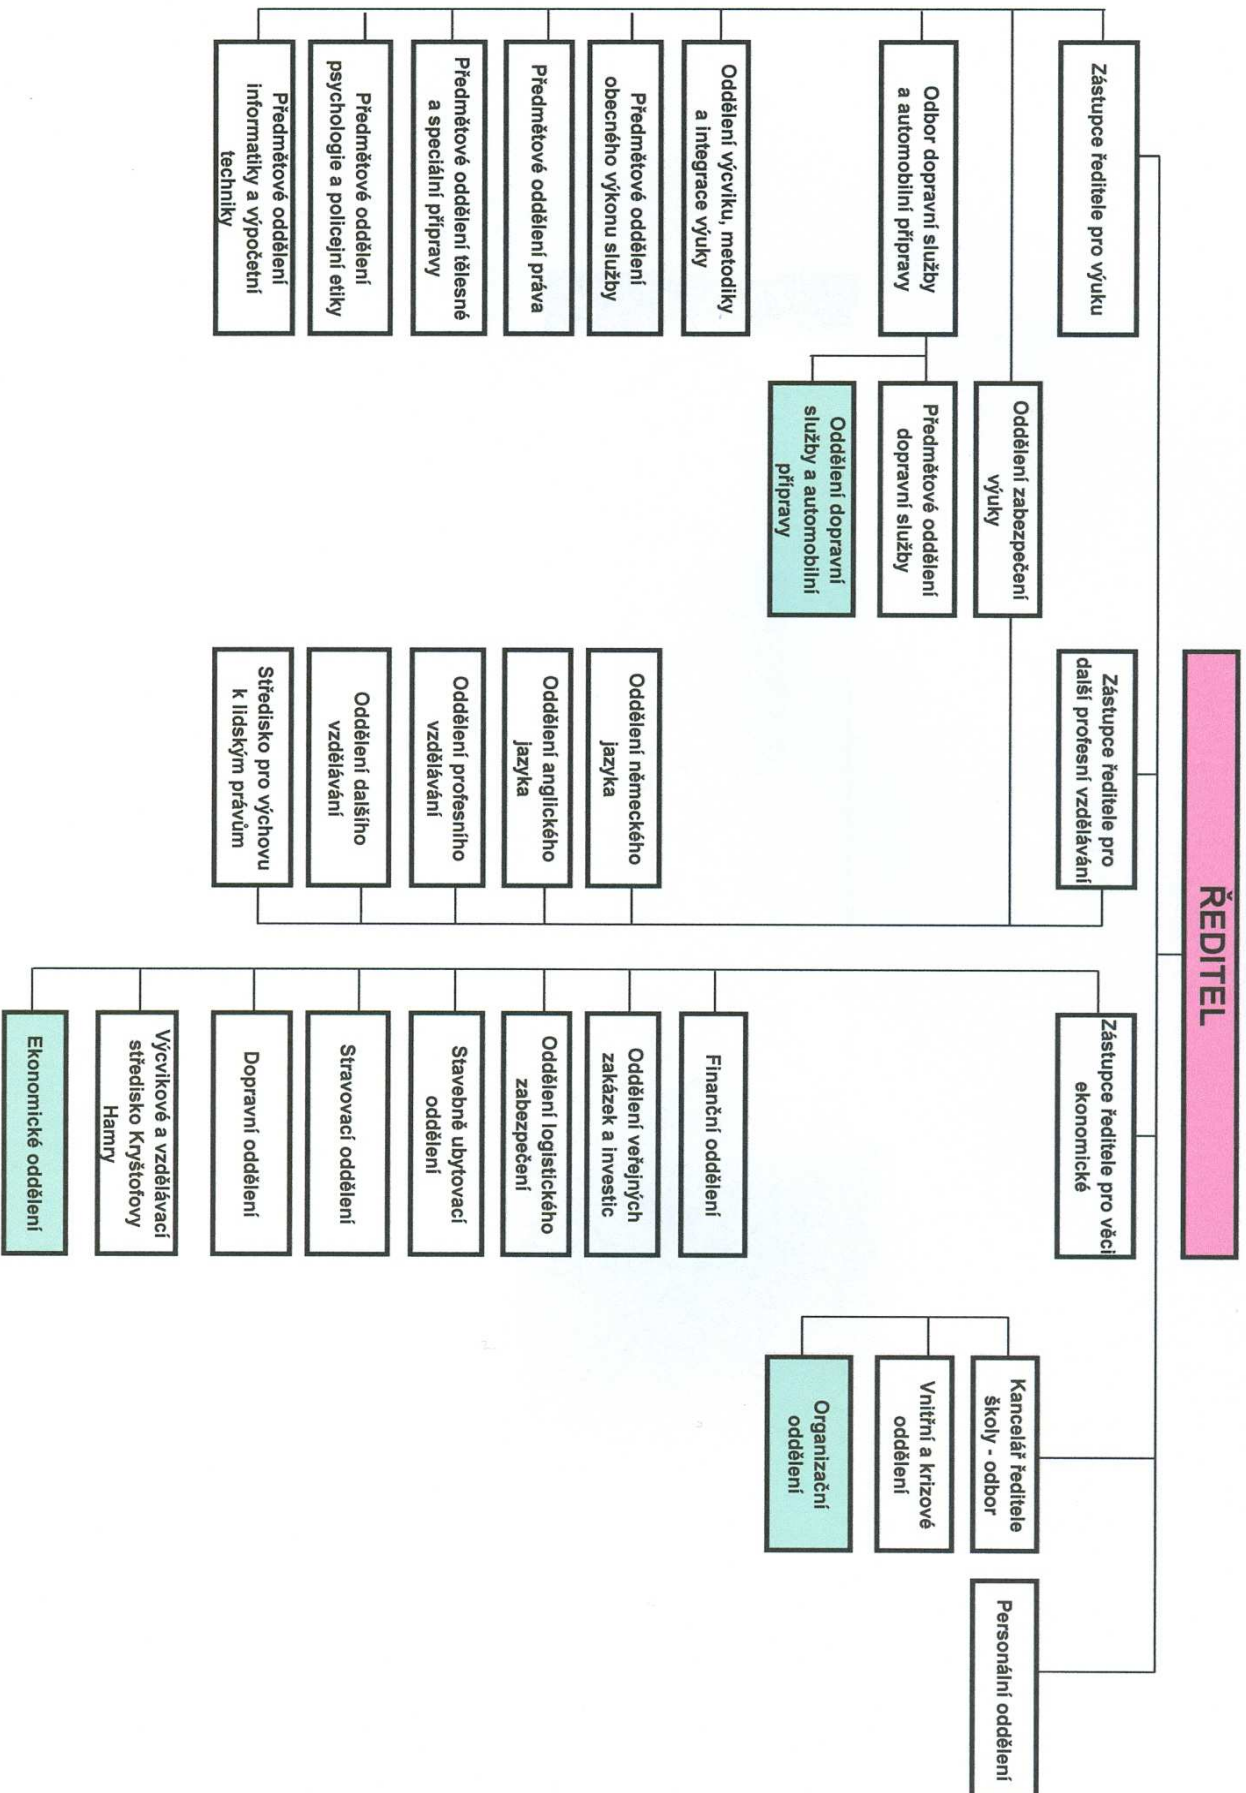 ŘEDITEL
Zástupce ředitele pro výuku
Zástupce ředitele pro
další profesní vzdělávání
Zástupce ředitele pro věci
ekonomické
Kancelář ředitele
školy - odbor
Personální oddělení
Oddělení zabezpečení
výuky
Odbor dopravní služby
a automobilní přípravy
Předmětové oddělení
dopravní služby
Vnitřní a krizové
oddělení
Oddělení dopravní
služby a automobilní
přípravy
Organizační
oddělení
Oddělení výcviku, metodiky
a integrace výuky
Finanční oddělení
Předmětové oddělení
obecného výkonu služby
Oddělení německého
jazyka
Oddělení veřejných
zakázek a investic
Předmětové oddělení práva
Oddělení anglického
jazyka
Oddělení logistického
zabezpečení
Předmětové oddělení tělesné
a speciální přípravy
Oddělení profesního
vzdělávání
Stavebně ubytovací
oddělení
Předmětové oddělení
psychologie a policejní etiky
Oddělení dalšího
vzdělávání
Stravovací oddělení
Předmětové oddělení
informatiky a výpočetní
techniky
Středisko pro výchovu
k lidským právům
Dopravní oddělení
Výcvikové a vzdělávací
středisko Kryštofovy
Hamry
Ekonomické oddělení